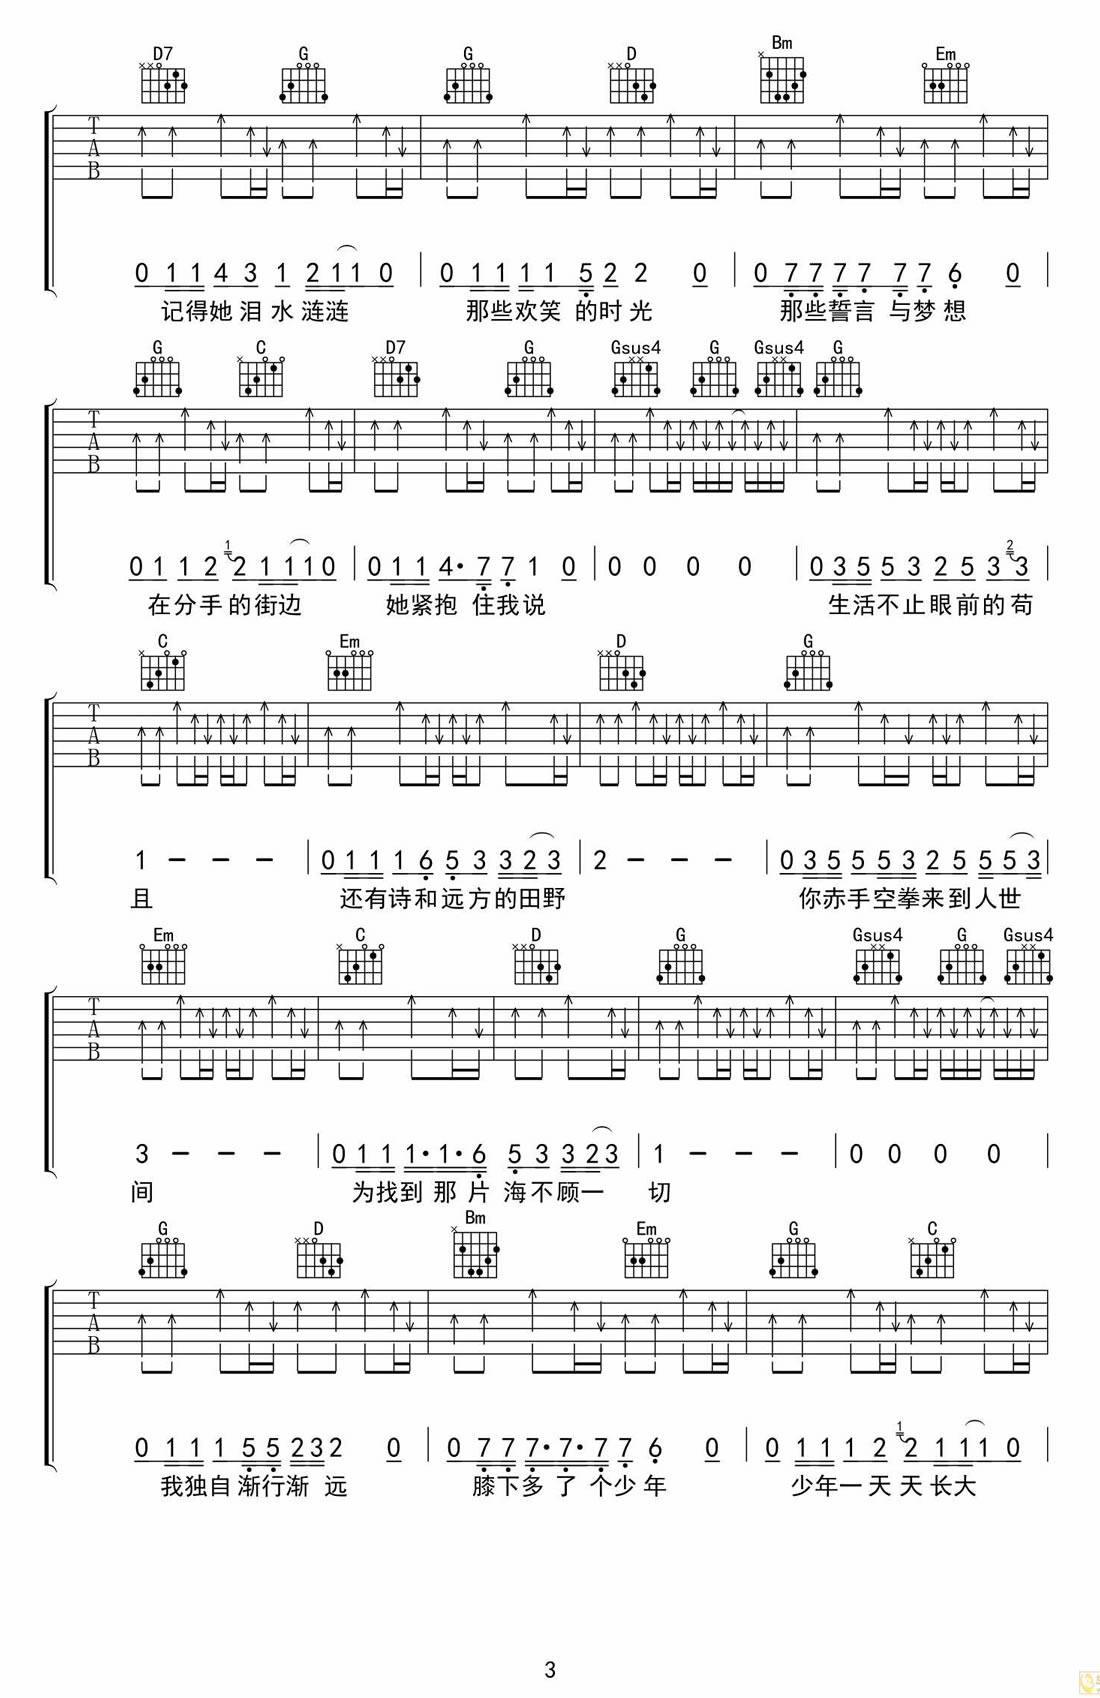 D7 G G D Bm Em
T
A
B
0 1 1 4 3 1 2 1 1 0 0 1 1 1 1 5 2 2 0 0 7 7 7 7 7 7 6 0
记得她泪水涟涟 那些欢笑的时光 那些誓言与梦想
G C D7 G Gsus4 G Gsus4 G
T
A
B
0 1 1 2 1 2 1 1 1 0 0 1 1 4· 7 7 1 0 0 0 0 0 0 3 5 5 3 2 5 3 2 3
在分手的街边 她紧抱住我说 生活不止眼前的苟
C Em D G
T
A
B
1 - - - 0 1 1 1 6 5 3 3 2 3 2 - - - 0 3 5 5 5 3 2 5 5 5 3
且 还有诗和远方的田野 你赤手空拳来到人世
Em C D G Gsus4 G Gsus4
T
A
B
3 - - - 0 1 1 1· 1· 6 5 3 3 2 3 1 - - - 0 0 0 0
间 为找到那片海不顾一切
G D Bm Em G C
T
A
B
0 1 1 1 5 5 2 3 2 0 0 7 7 7· 7· 7 7 6 0 0 1 1 1 2 1 2 1 1 1 0
我独自渐行渐远 膝下多了个少年 少年一天天长大
3